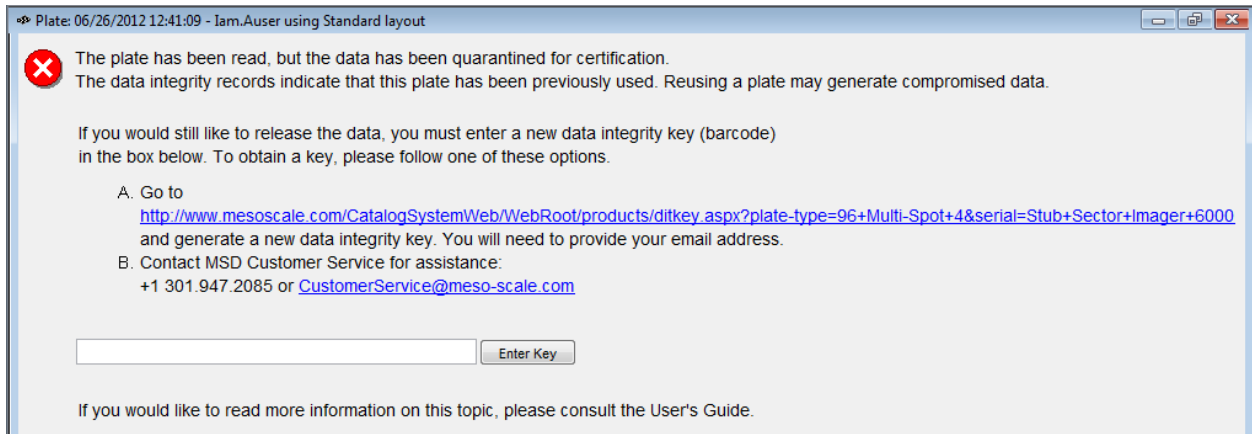 Plate: 06/26/2012 12:41:09 - Iam.Auser using Standard layout
The plate has been read, but the data has been quarantined for certification.
The data integrity records indicate that this plate has been previously used. Reusing a plate may generate compromised data.
If you would still like to release the data, you must enter a new data integrity key (barcode)
in the box below. To obtain a key, please follow one of these options.
A. Go to
http://www.mesoscale.com/CatalogSystemWeb/WebRoot/products/ditkey.aspx?plate-type=96+Multi-Spot+4&serial=Stub+Sector+Imager+6000
and generate a new data integrity key. You will need to provide your email address.
B. Contact MSD Customer Service for assistance:
+1 301.947.2085 or CustomerService@meso-scale.com
Enter Key
If you would like to read more information on this topic, please consult the User's Guide.